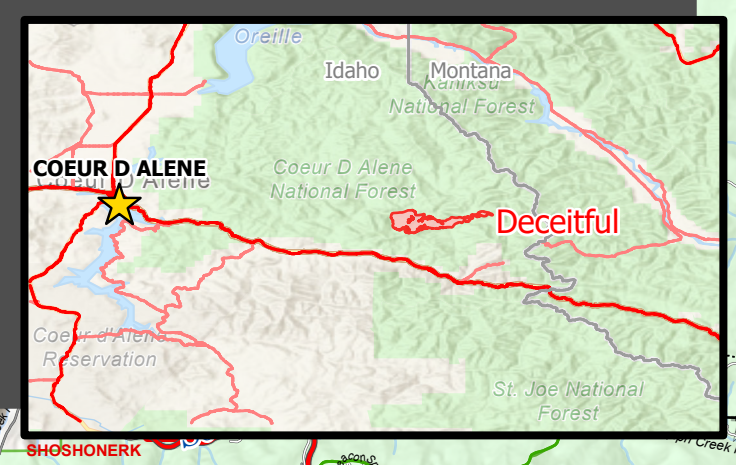 Oreille
Idaho
Montana
Kaniksu
National Forest
COEUR D ALENE
Coeur D Alene
Coeur D Alene
National Forest
Deceitful
Coeur d'Alene
Reservation
St. Joe National
Forest
SHOSHONERK